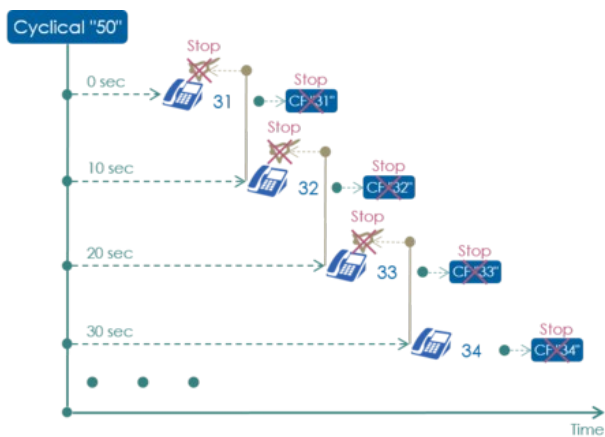 Cyclical "50"
Stop
0 sec
31
Stop
CF "31"
Stop
10 sec
32
Stop
CF "32"
Stop
20 sec
33
Stop
CF "33"
30 sec
34
Stop
CF "34"
Time